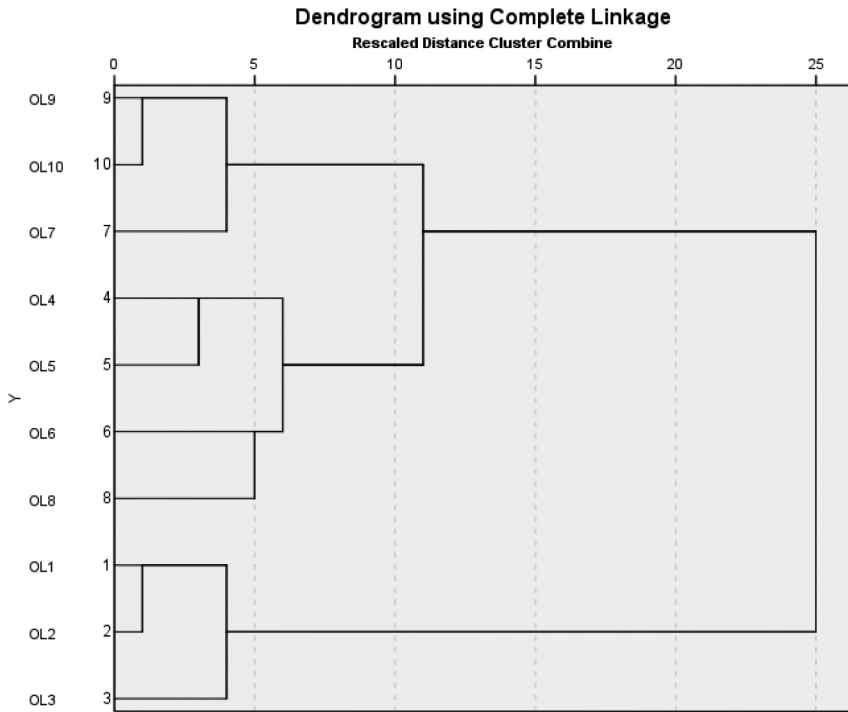 Dendrogram using Complete Linkage
Rescaled Distance Cluster Combine
0 5 10 15 20 25
OL9 9
OL10 10
OL7 7
OL4 4
OL5 5
Y
OL6 6
OL8 8
OL1 1
OL2 2
OL3 3